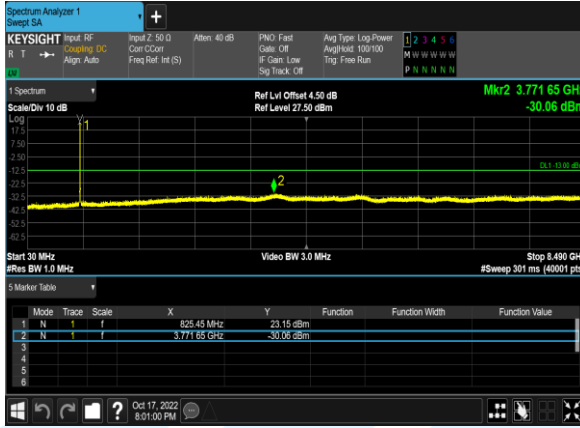 Spectrum Analyzer 1
Swept SA
+
KEYSIGHT Input: RF Input Z: 50 Ω Atten: 40 dB PNO: Fast Avg Type: Log-Power 1 2 3 4 5 6
R T Coupling: DC Corr CCorr Gate: Off Avg|Hold: 100/100 M W W W W W
Align: Auto Freq Ref: Int (S) IF Gain: Low Trig: Free Run
LW Sig Track: Off P N N N N N
1 Spectrum Ref Lvl Offset 4.50 dB Mkr2 3.771 65 GH
Scale/Div 10 dB Ref Level 27.50 dBm -30.06 dBm
Log
17.5 1
7.50
-2.50
-12.5 DL1 -13.00 dBm
-22.5 2
-32.5
-42.5
-52.5
-62.5
Start 30 MHz Video BW 3.0 MHz Stop 8.490 GH
#Res BW 1.0 MHz #Sweep 301 ms (40001 pts
5 Marker Table
Mode Trace Scale X Y Function Function Width Function Value
1 N 1 f 825.45 MHz 23.15 dBm
2 N 1 f 3.771 65 GHz -30.06 dBm
3
4
5
6
? Oct 17, 2022
8:01:00 PM